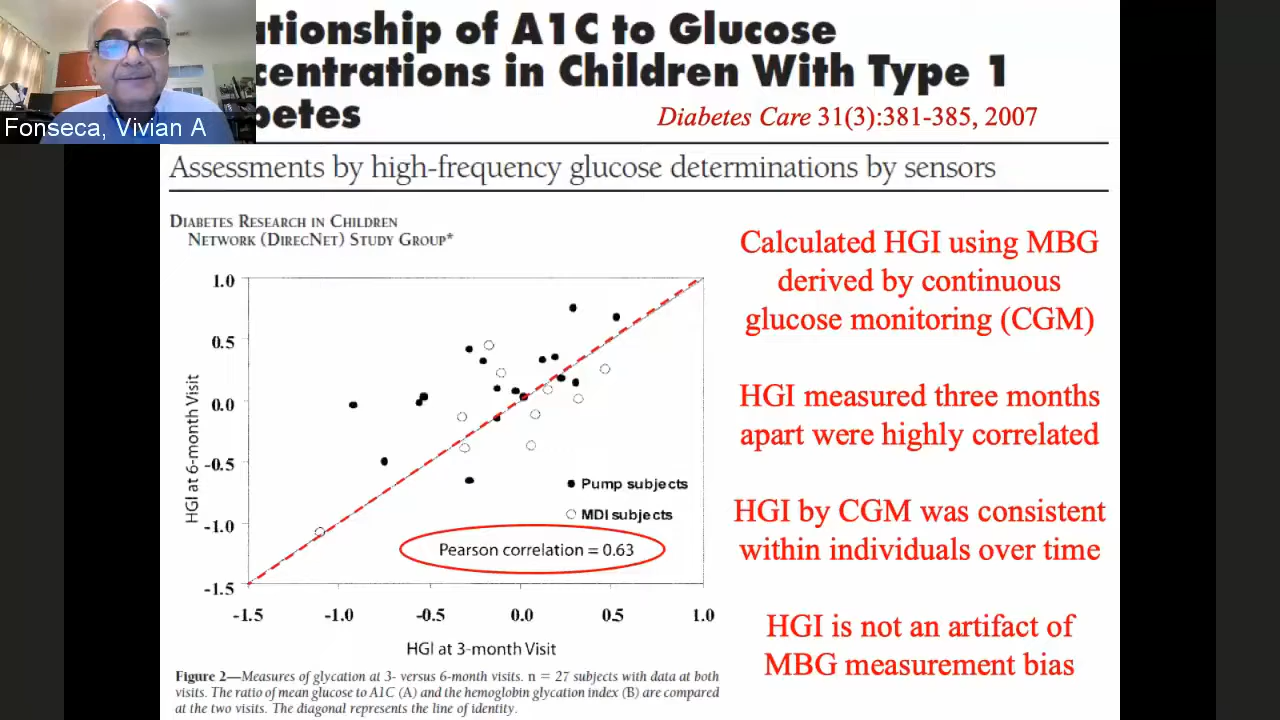 ationship of A1C to Glucose
centrations in Children With Type 1
betes
Diabetes Care 31(3):381-385, 2007
Fonseca, Vivian A
Assessments by high-frequency glucose determinations by sensors
DIABETES RESEARCH IN CHILDREN
NETWORK (DIRECNET) STUDY GROUP*
Calculated HGI using MBG
derived by continuous
glucose monitoring (CGM)
HGI measured three months
apart were highly correlated
HGI by CGM was consistent
within individuals over time
HGI is not an artifact of
MBG measurement bias
HGI at 6-month Visit
1.0
0.5
0.0
-0.5
-1.0
-1.5
Pump subjects
MDI subjects
Pearson correlation = 0.63
-1.5 -1.0 -0.5 0.0 0.5 1.0
HGI at 3-month Visit
Figure 2—Measures of glycation at 3- versus 6-month visits. n = 27 subjects with data at both
visits. The ratio of mean glucose to A1C (A) and the hemoglobin glycation index (B) are compared
at the two visits. The diagonal represents the line of identity.